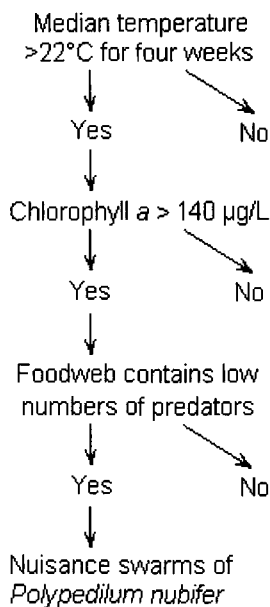 Median temperature
>22°C for four weeks
Yes
No
Chlorophyll a > 140 µg/L
Yes
No
Foodweb contains low
numbers of predators
Yes
No
Nuisance swarms of
Polypedilum nubifer